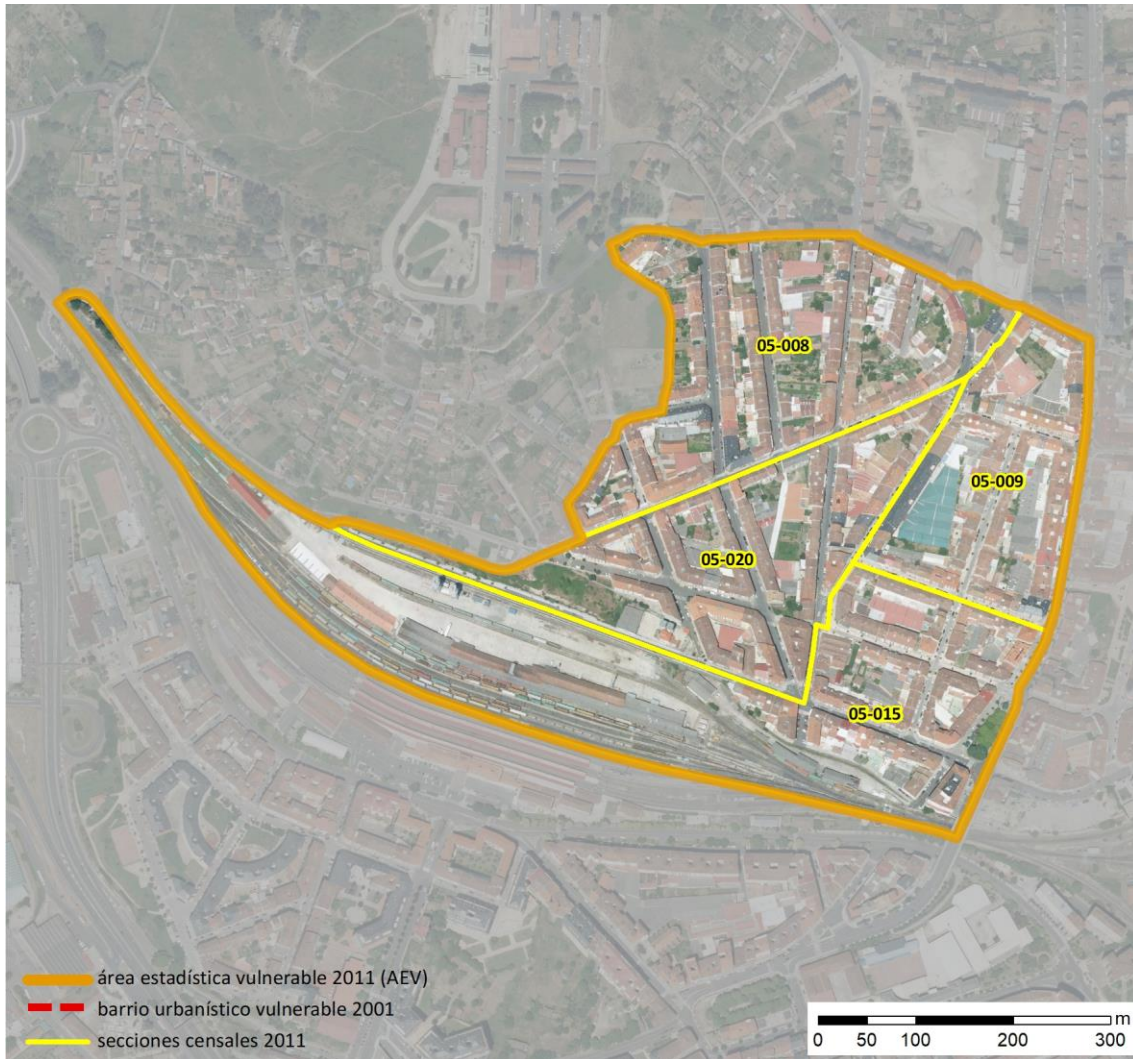 05-008
05-009
05-020
05-015
área estadística vulnerable 2011 (AEV)
barrio urbanístico vulnerable 2001
secciones censales 2011
m
0 50 100 200 300